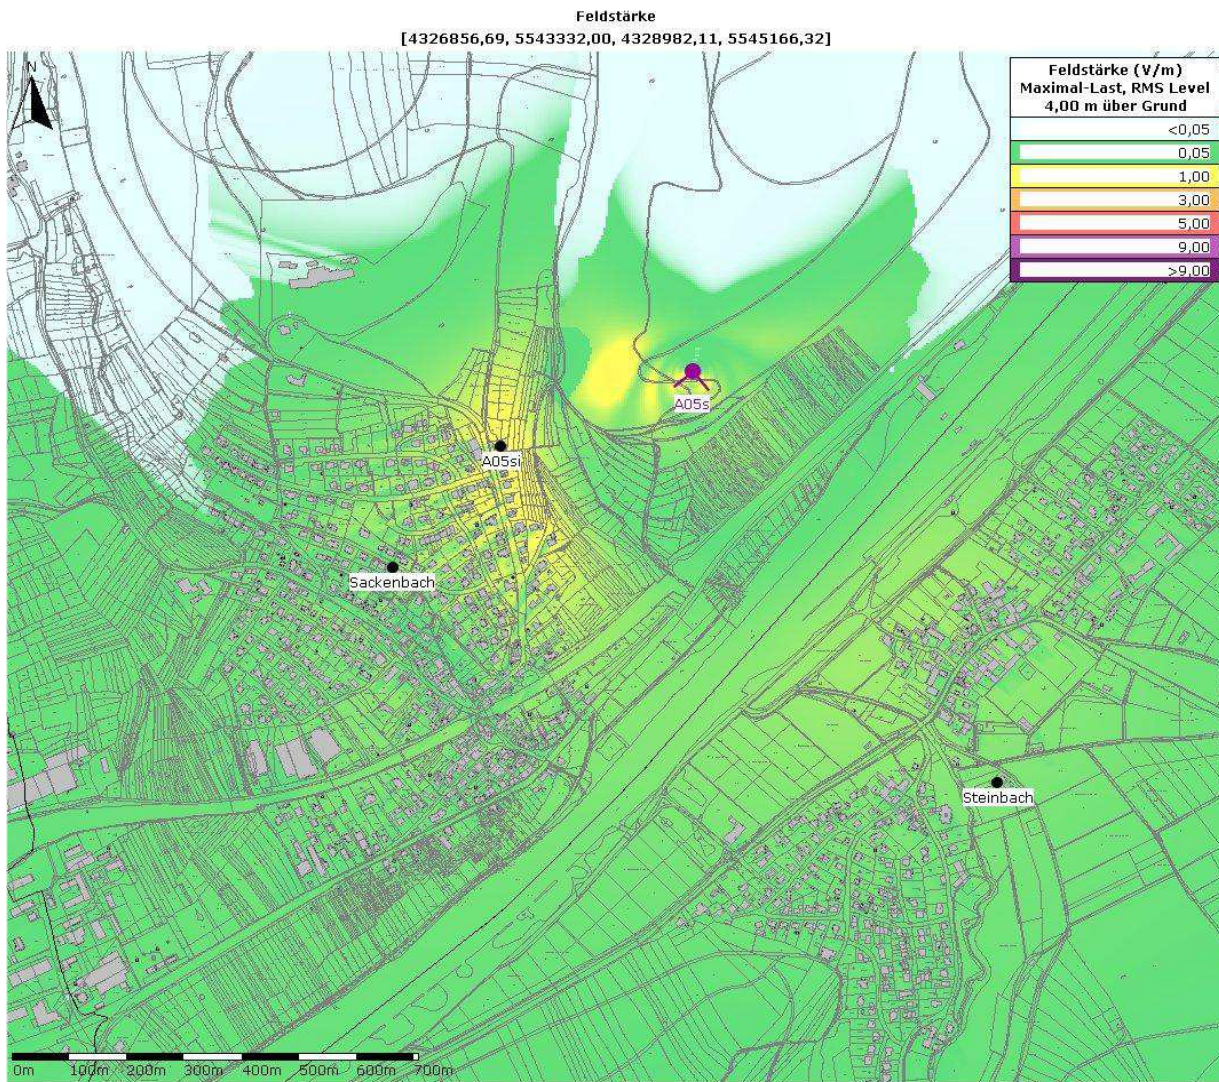 Feldstärke
[4326856,69, 5543332,00, 4328982,11, 5545166,32]
N
Feldstärke (V/m)
Maximal-Last, RMS Level
4,00 m über Grund
<0,05
0,05
1,00
3,00
5,00
9,00
>9,00
A05s
A05si
Sackenbach
Steinbach
0m 100m 200m 300m 400m 500m 600m 700m